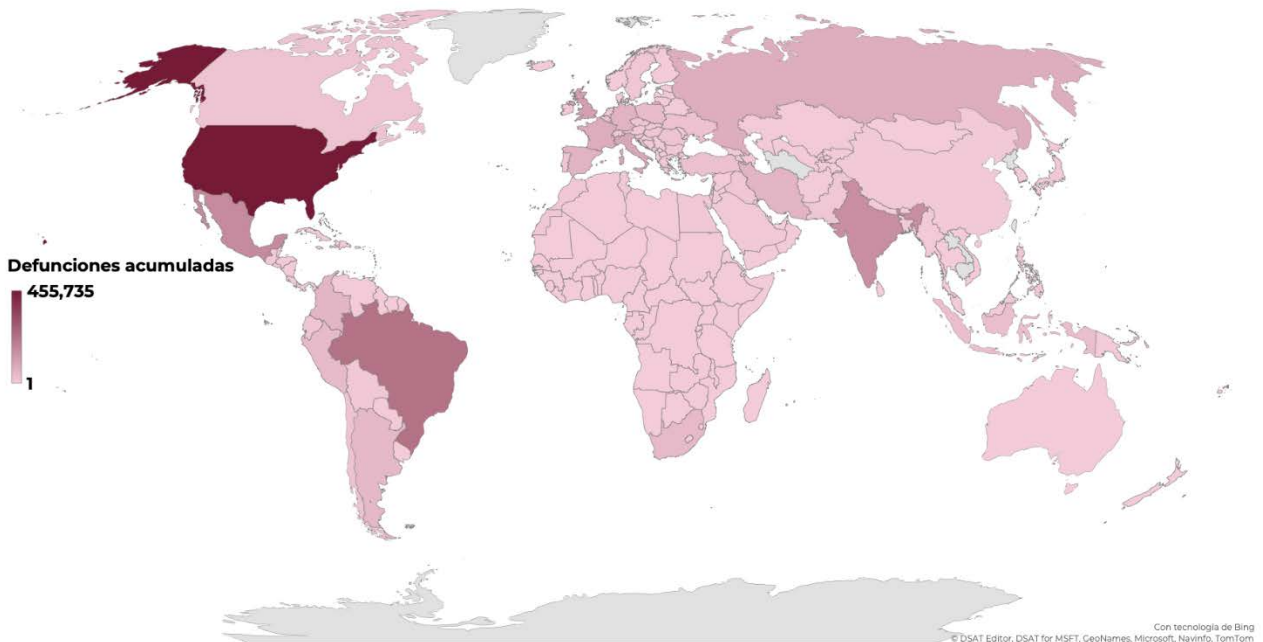 Defunciones acumuladas
455,735
1
Con tecnología de Bing
© DSAT Editor, DSAT for MSFT, GeoNames, Microsoft, Navinfo, TomTom